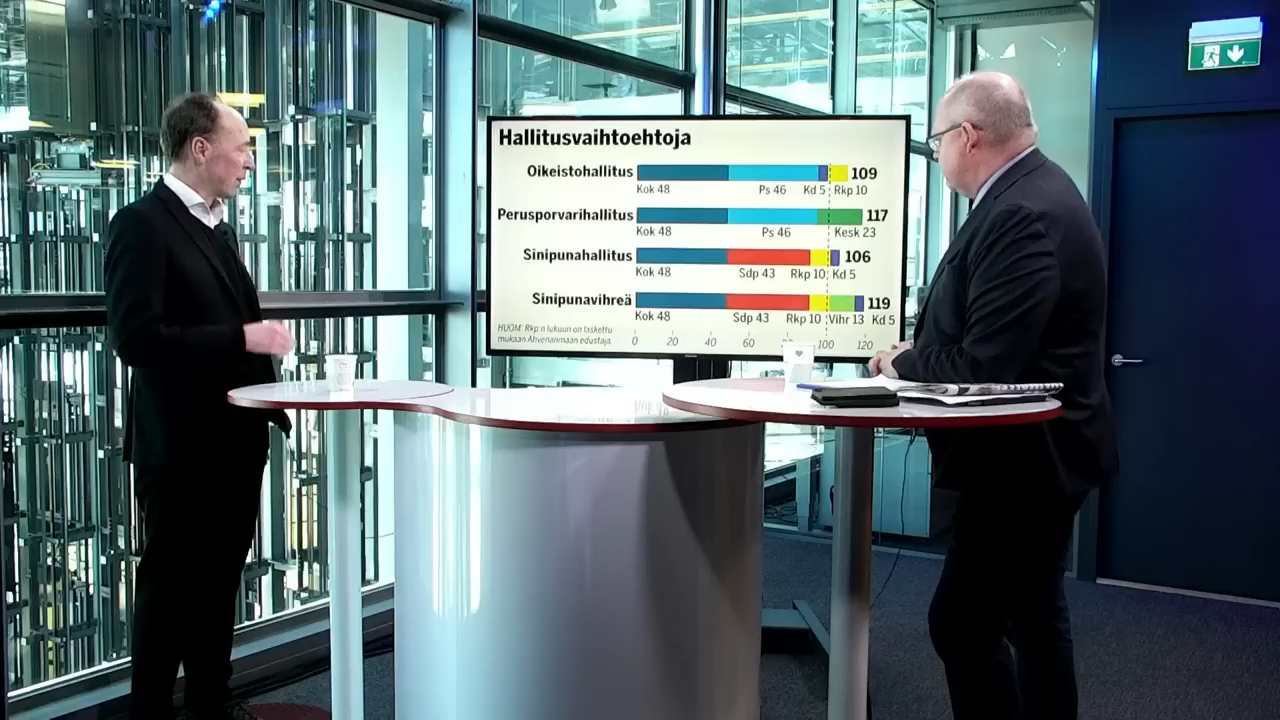 Hallitusvaihtoehtoja
Oikeistohallitus 109
Kok 48 Ps 46 Kd 5 Rkp 10
Perusporvarihallitus 117
Kok 48 Ps 46 Kesk 23
Sinipunahallitus 106
Kok 48 Sdp 43 Rkp 10 Kd 5
Sinipunavihreä 119
Kok 48 Sdp 43 Rkp 10 Vihr 13 Kd 5
HUOM: Rkp:n lukuun on laskettu
mukaan Ahvenanmaan edustaja.
0 20 40 60 80 100 120